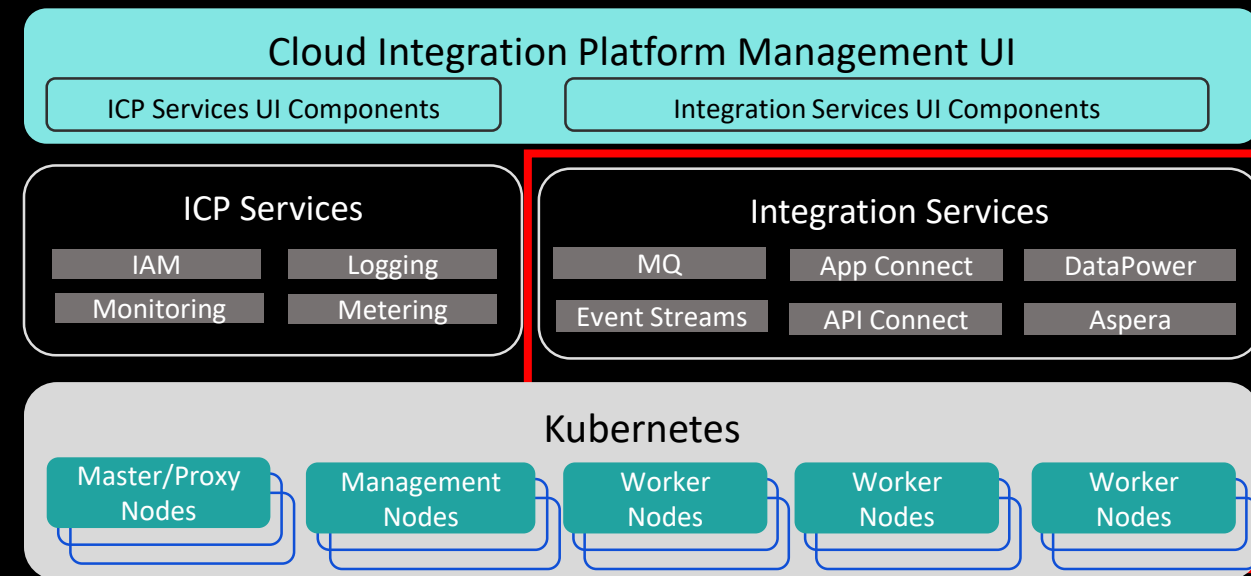 Cloud Integration Platform Management UI
ICP Services UI Components
Integration Services UI Components
ICP Services
IAM
Logging
Monitoring
Metering
Integration Services
MQ
App Connect
DataPower
Event Streams
API Connect
Aspera
Kubernetes
Master/Proxy
Nodes
Management
Nodes
Worker
Nodes
Worker
Nodes
Worker
Nodes